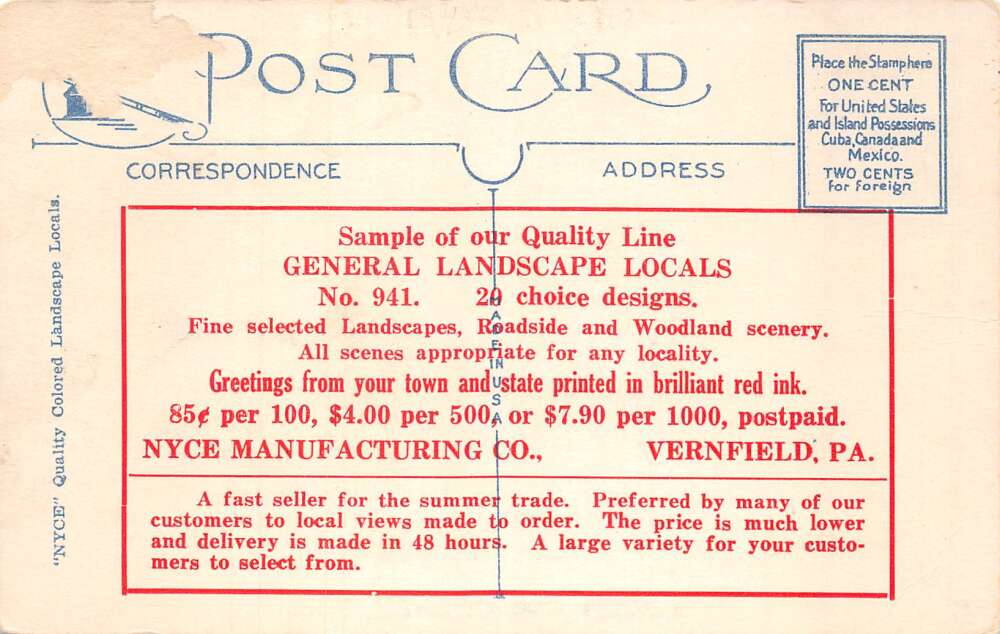 POST CARD
Place the Stamp here
ONE CENT
For United States
and Island Possessions
Cuba, Canada and
Mexico.
TWO CENTS
for Foreign
CORRESPONDENCE
ADDRESS
"NYCE" Quality Colored Landscape Locals.
MADE IN USA
Sample of our Quality Line
GENERAL LANDSCAPE LOCALS
No. 941. 20 choice designs.
Fine selected Landscapes, Roadside and Woodland scenery.
All scenes appropriate for any locality.
Greetings from your town and state printed in brilliant red ink.
85¢ per 100, $4.00 per 500, or $7.90 per 1000, postpaid.
NYCE MANUFACTURING CO., VERNFIELD, PA.
A fast seller for the summer trade. Preferred by many of our
customers to local views made to order. The price is much lower
and delivery is made in 48 hours. A large variety for your custo-
mers to select from.